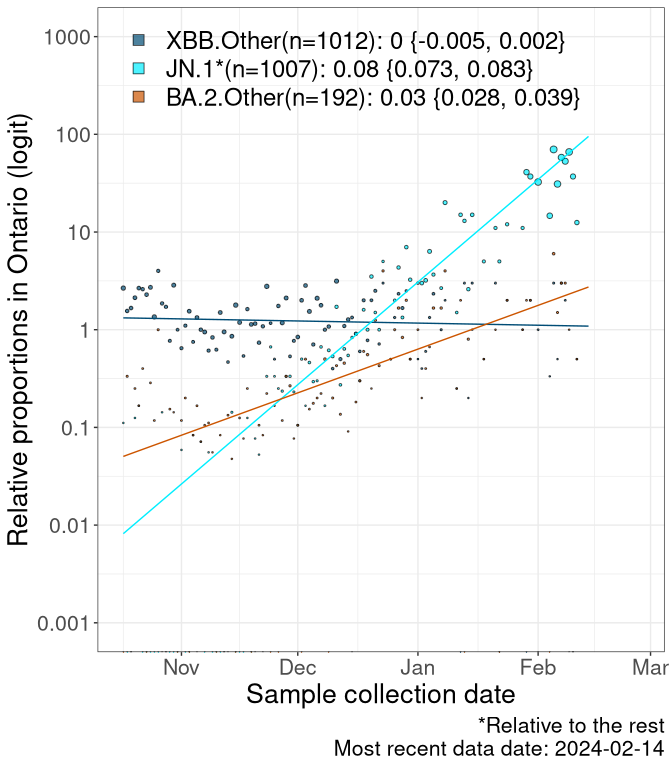 XBB.Other(n=1012): 0 {-0.005, 0.002}
JN.1*(n=1007): 0.08 {0.073, 0.083}
BA.2.Other(n=192): 0.03 {0.028, 0.039}
Relative proportions in Ontario (logit)
1000
100
10
1
0.1
0.01
0.001
Nov Dec Jan Feb Mar
Sample collection date
*Relative to the rest
Most recent data date: 2024-02-14